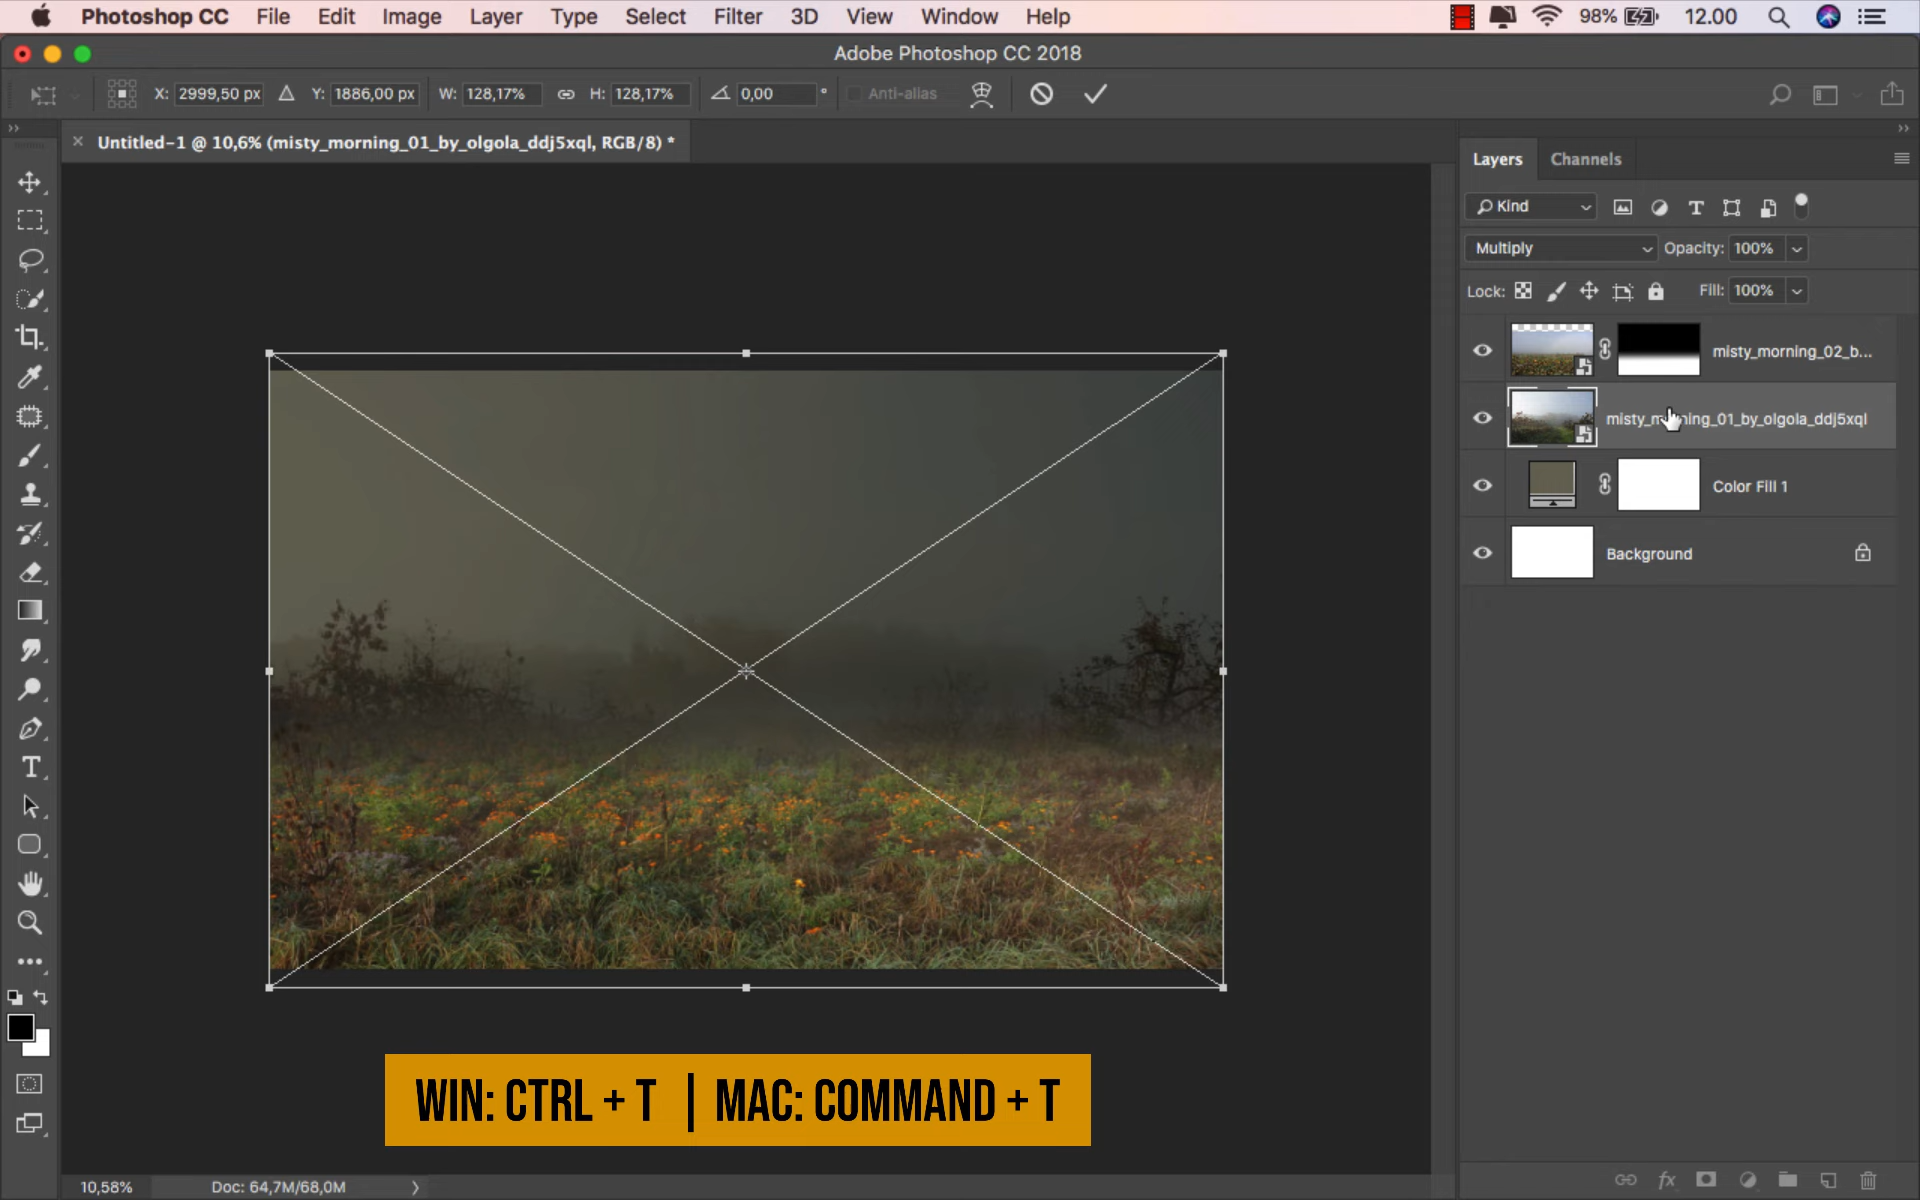 Photoshop CC File Edit Image Layer Type Select Filter 3D View Window Help 98% 12.00
Adobe Photoshop CC 2018
X: 2999,50 px Y: 1886,00 px W: 128,17% H: 128,17% 0,00 ° Anti-alias
Untitled-1 @ 10,6% (misty_morning_01_by_olgola_ddj5xql, RGB/8) *
Layers Channels
Kind
Multiply Opacity: 100%
Lock: Fill: 100%
misty_morning_02_b...
misty_morning_01_by_olgola_ddj5xql
Color Fill 1
Background
WIN: CTRL + T | MAC: COMMAND + T
10,58% Doc: 64,7M/68,0M